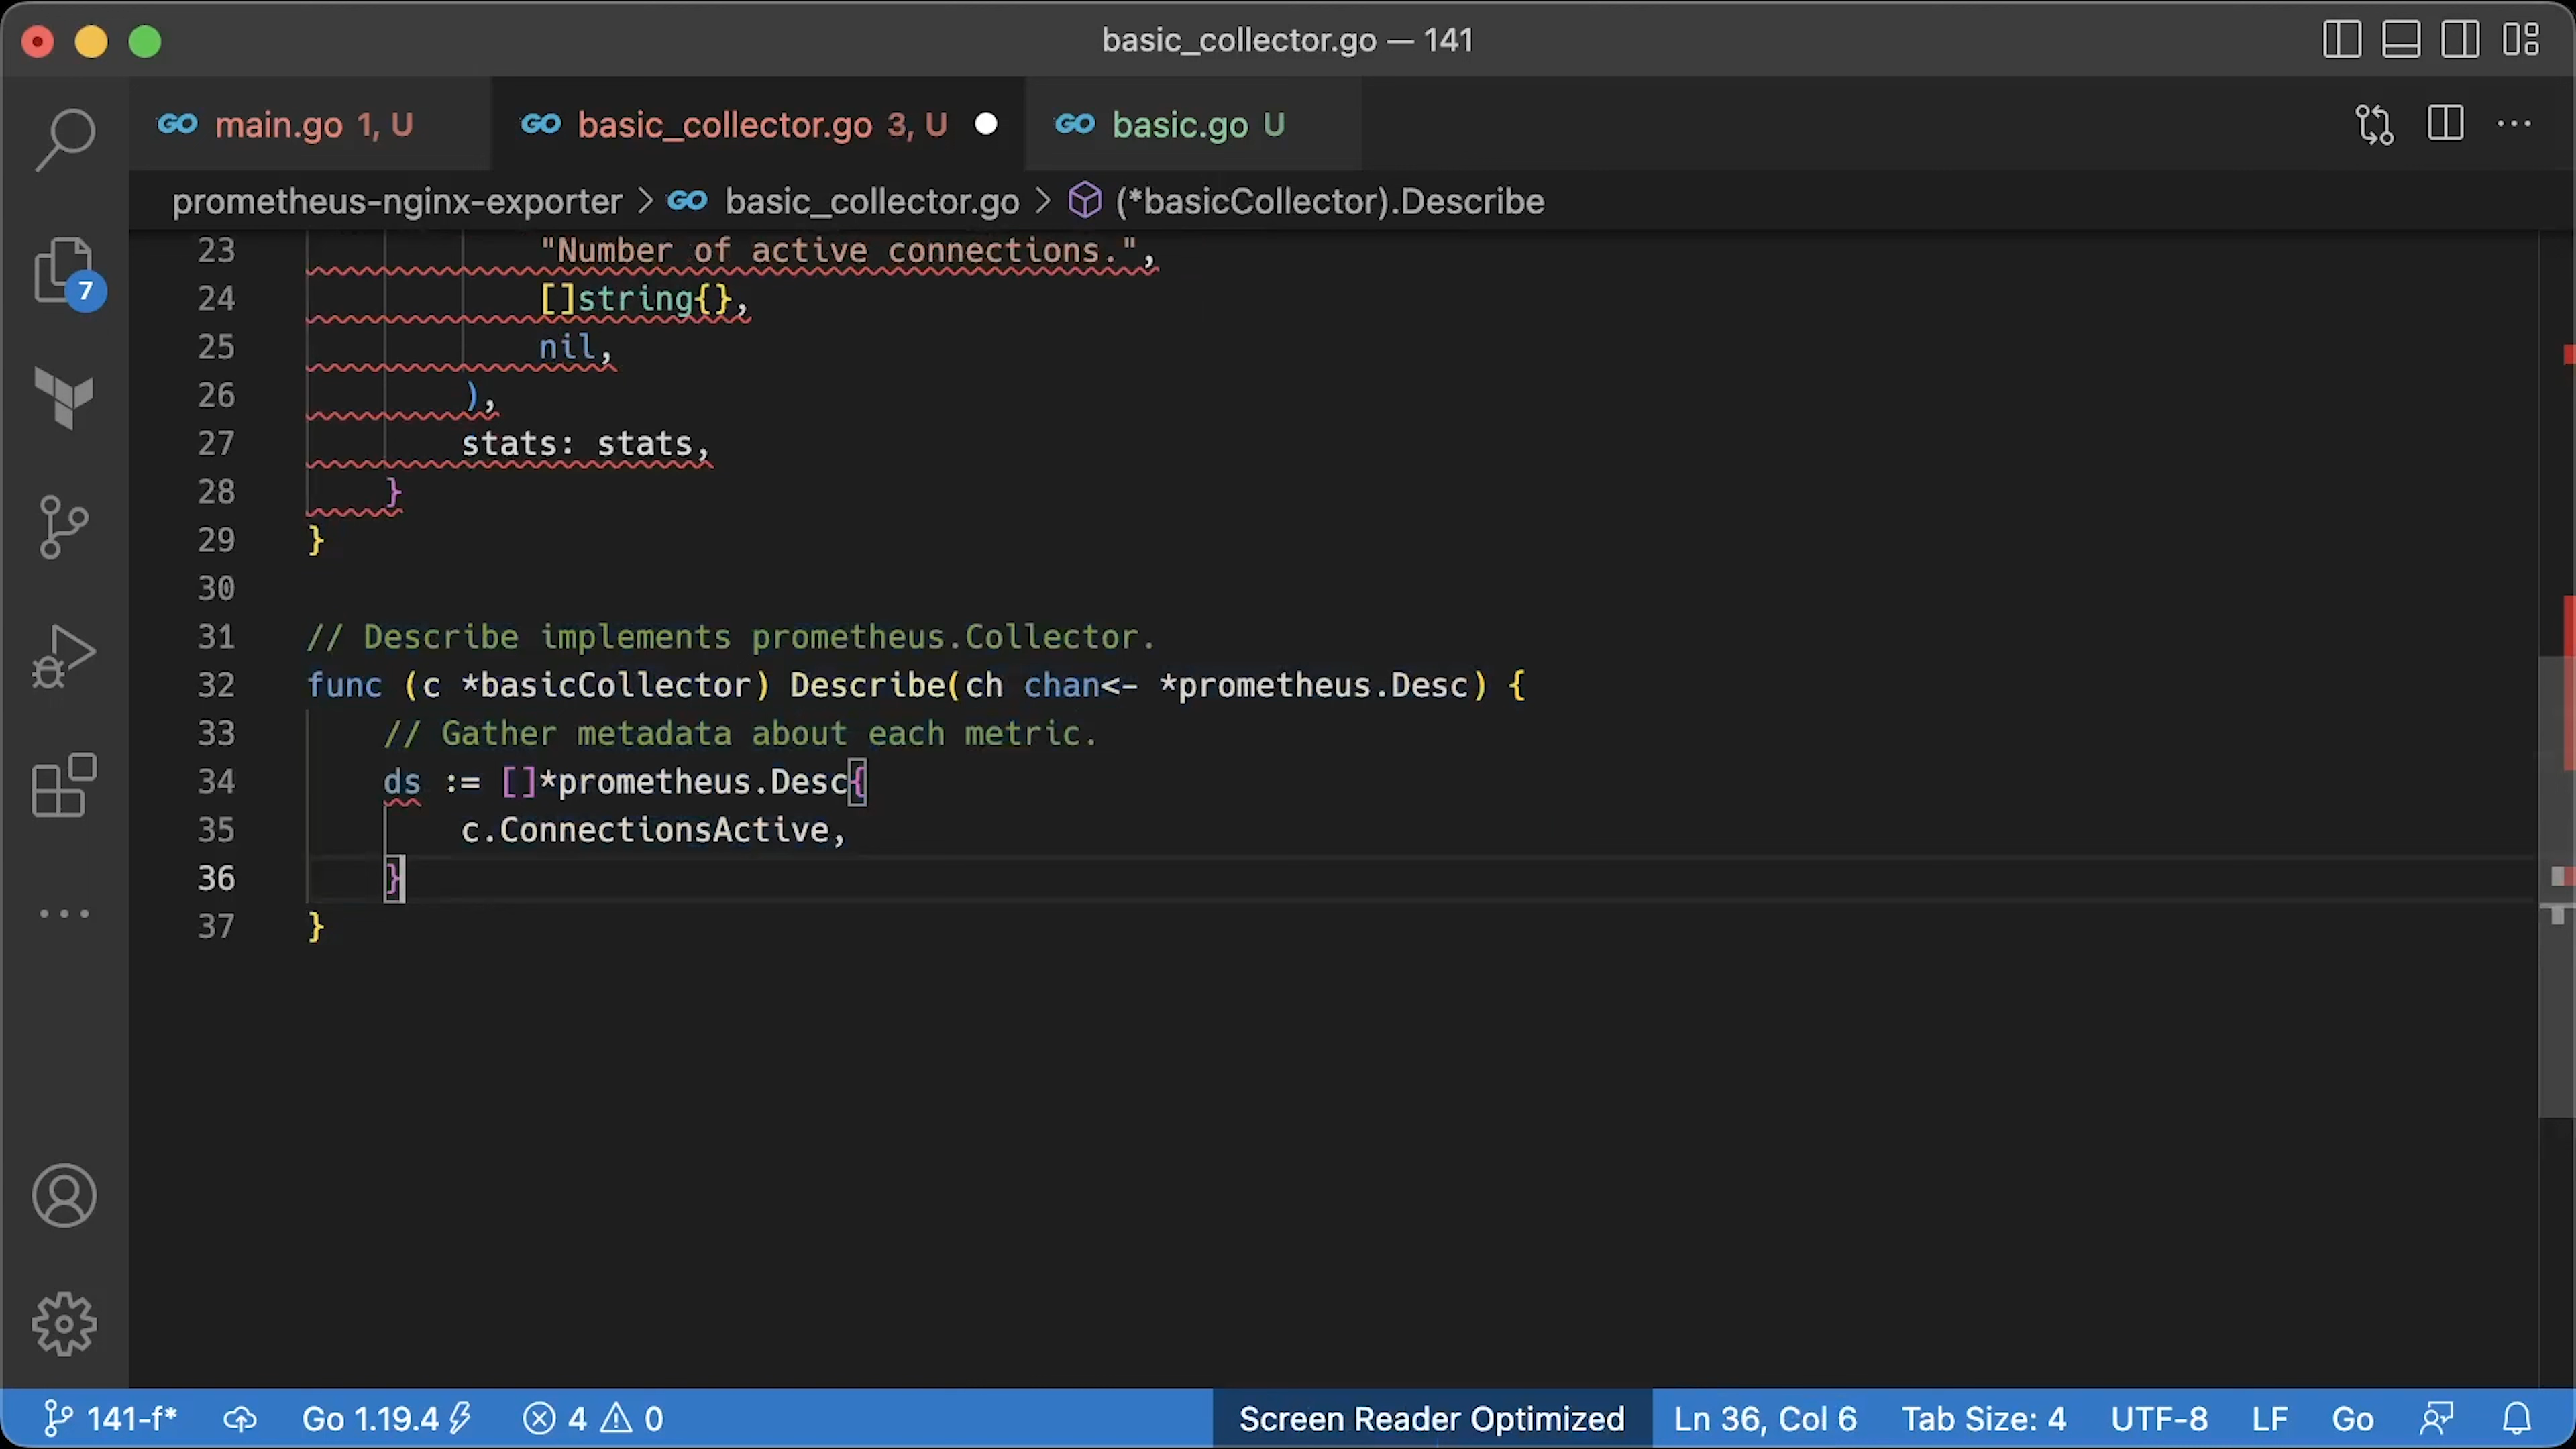 basic_collector.go — 141
GO main.go 1, U
GO basic_collector.go 3, U
GO basic.go U
prometheus-nginx-exporter > GO basic_collector.go > (*basicCollector).Describe
7
23 "Number of active connections.",
24 []string{},
25 nil,
26 ),
27 stats: stats,
28 }
29 }
30
31 // Describe implements prometheus.Collector.
32 func (c *basicCollector) Describe(ch chan<- *prometheus.Desc) {
33 // Gather metadata about each metric.
34 ds := []*prometheus.Desc{
35 c.ConnectionsActive,
36 }
37 }
141-f* Go 1.19.4 4 0 Screen Reader Optimized Ln 36, Col 6 Tab Size: 4 UTF-8 LF Go